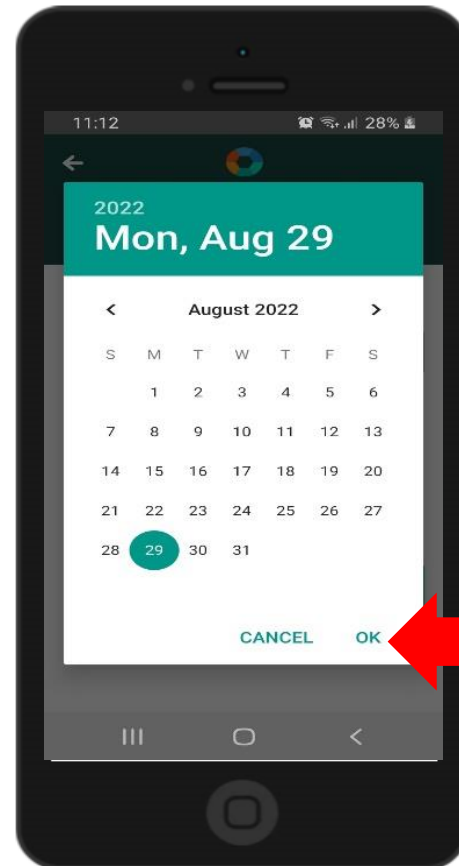 11:12 28%
2022
Mon, Aug 29
< August 2022 >
S M T W T F S
1 2 3 4 5 6
7 8 9 10 11 12 13
14 15 16 17 18 19 20
21 22 23 24 25 26 27
28 29 30 31
CANCEL OK